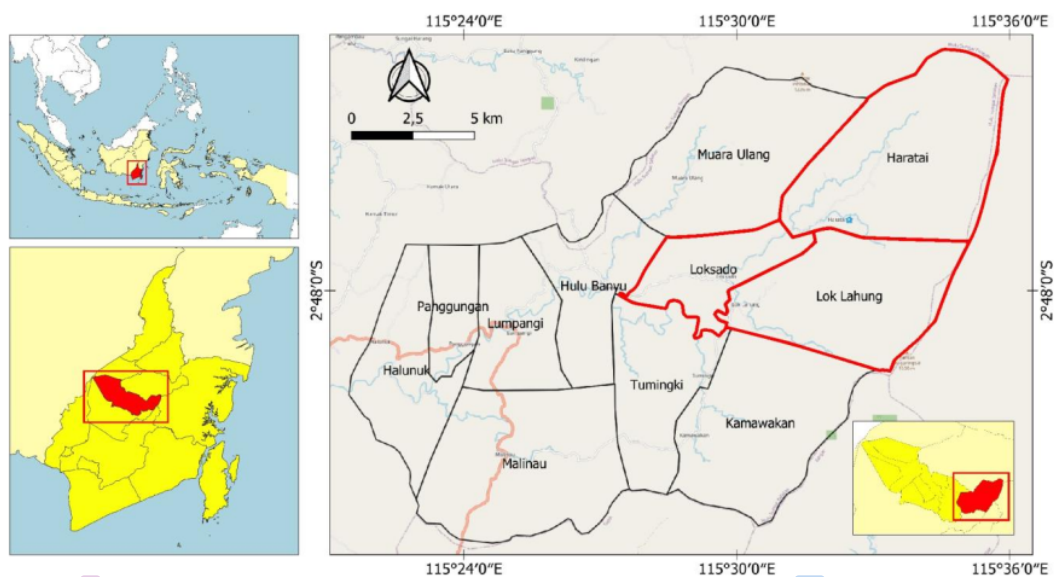 115°24'0"E 115°30'0"E 115°36'0"E
0 2,5 5 km
Muara Ulang
Haratai
Muara Ulang
Loksado
2°48'0"S
Hulu Banyu
Lok Lahung
2°48'0"S
Panggungan
Lumpangi
Halunuk
Tumingki
Kamawakan
Malinau
115°24'0"E 115°30'0"E 115°36'0"E